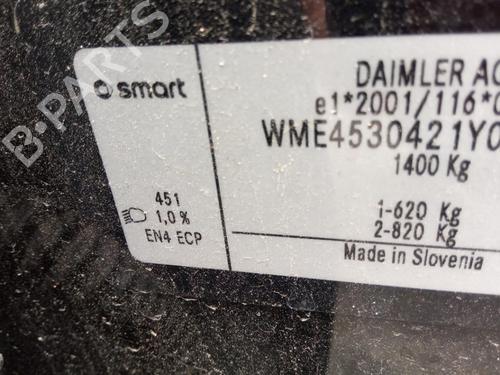 B-PARTS
smart
DAIMLER AG
e1*2001/116*0
WME4530421Y0
1400 Kg
1-620 Kg
2-820 Kg
Made in Slovenia
451
1,0 %
EN4 ECP